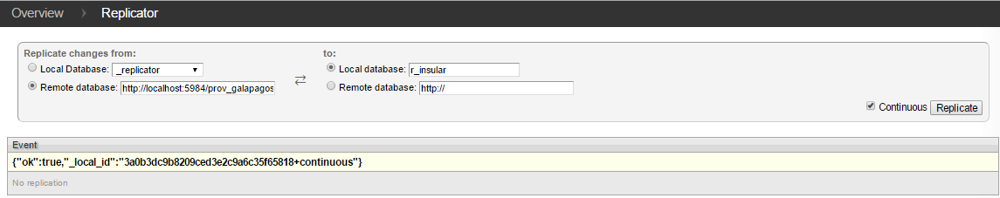 Overview › Replicator
Replicate changes from: to:
Local Database: _replicator Local database: r_insular
Remote database: http://localhost:5984/prov_galapagos Remote database: http://
Continuous Replicate
Event
{"ok":true,"_local_id":"3a0b3dc9b8209ced3e2c9a6c35f65818+continuous"}
No replication